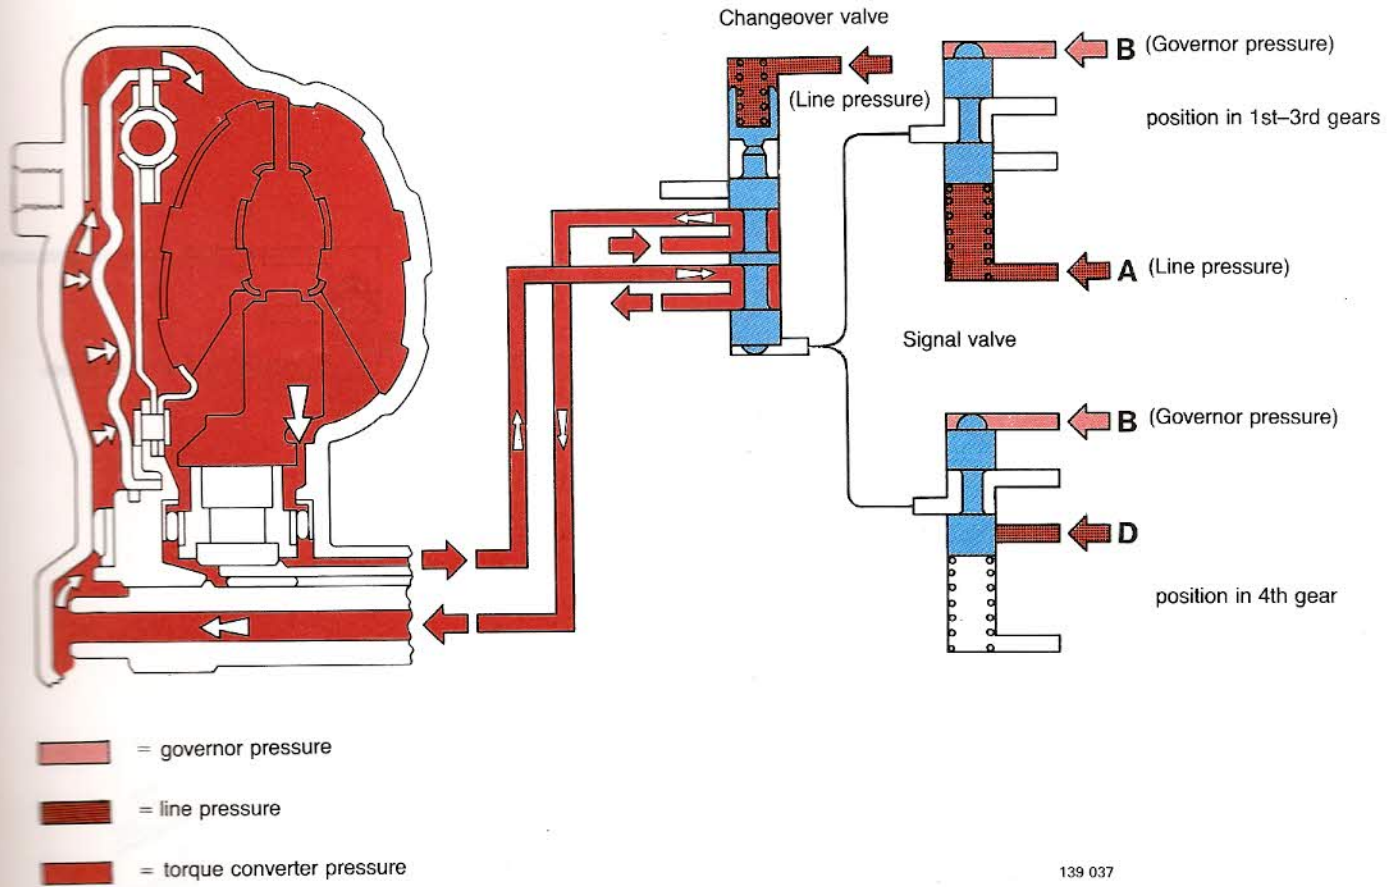 Changeover valve
(Line pressure)
B (Governor pressure)
position in 1st–3rd gears
A (Line pressure)
Signal valve
B (Governor pressure)
D
position in 4th gear
= governor pressure
= line pressure
= torque converter pressure
139 037